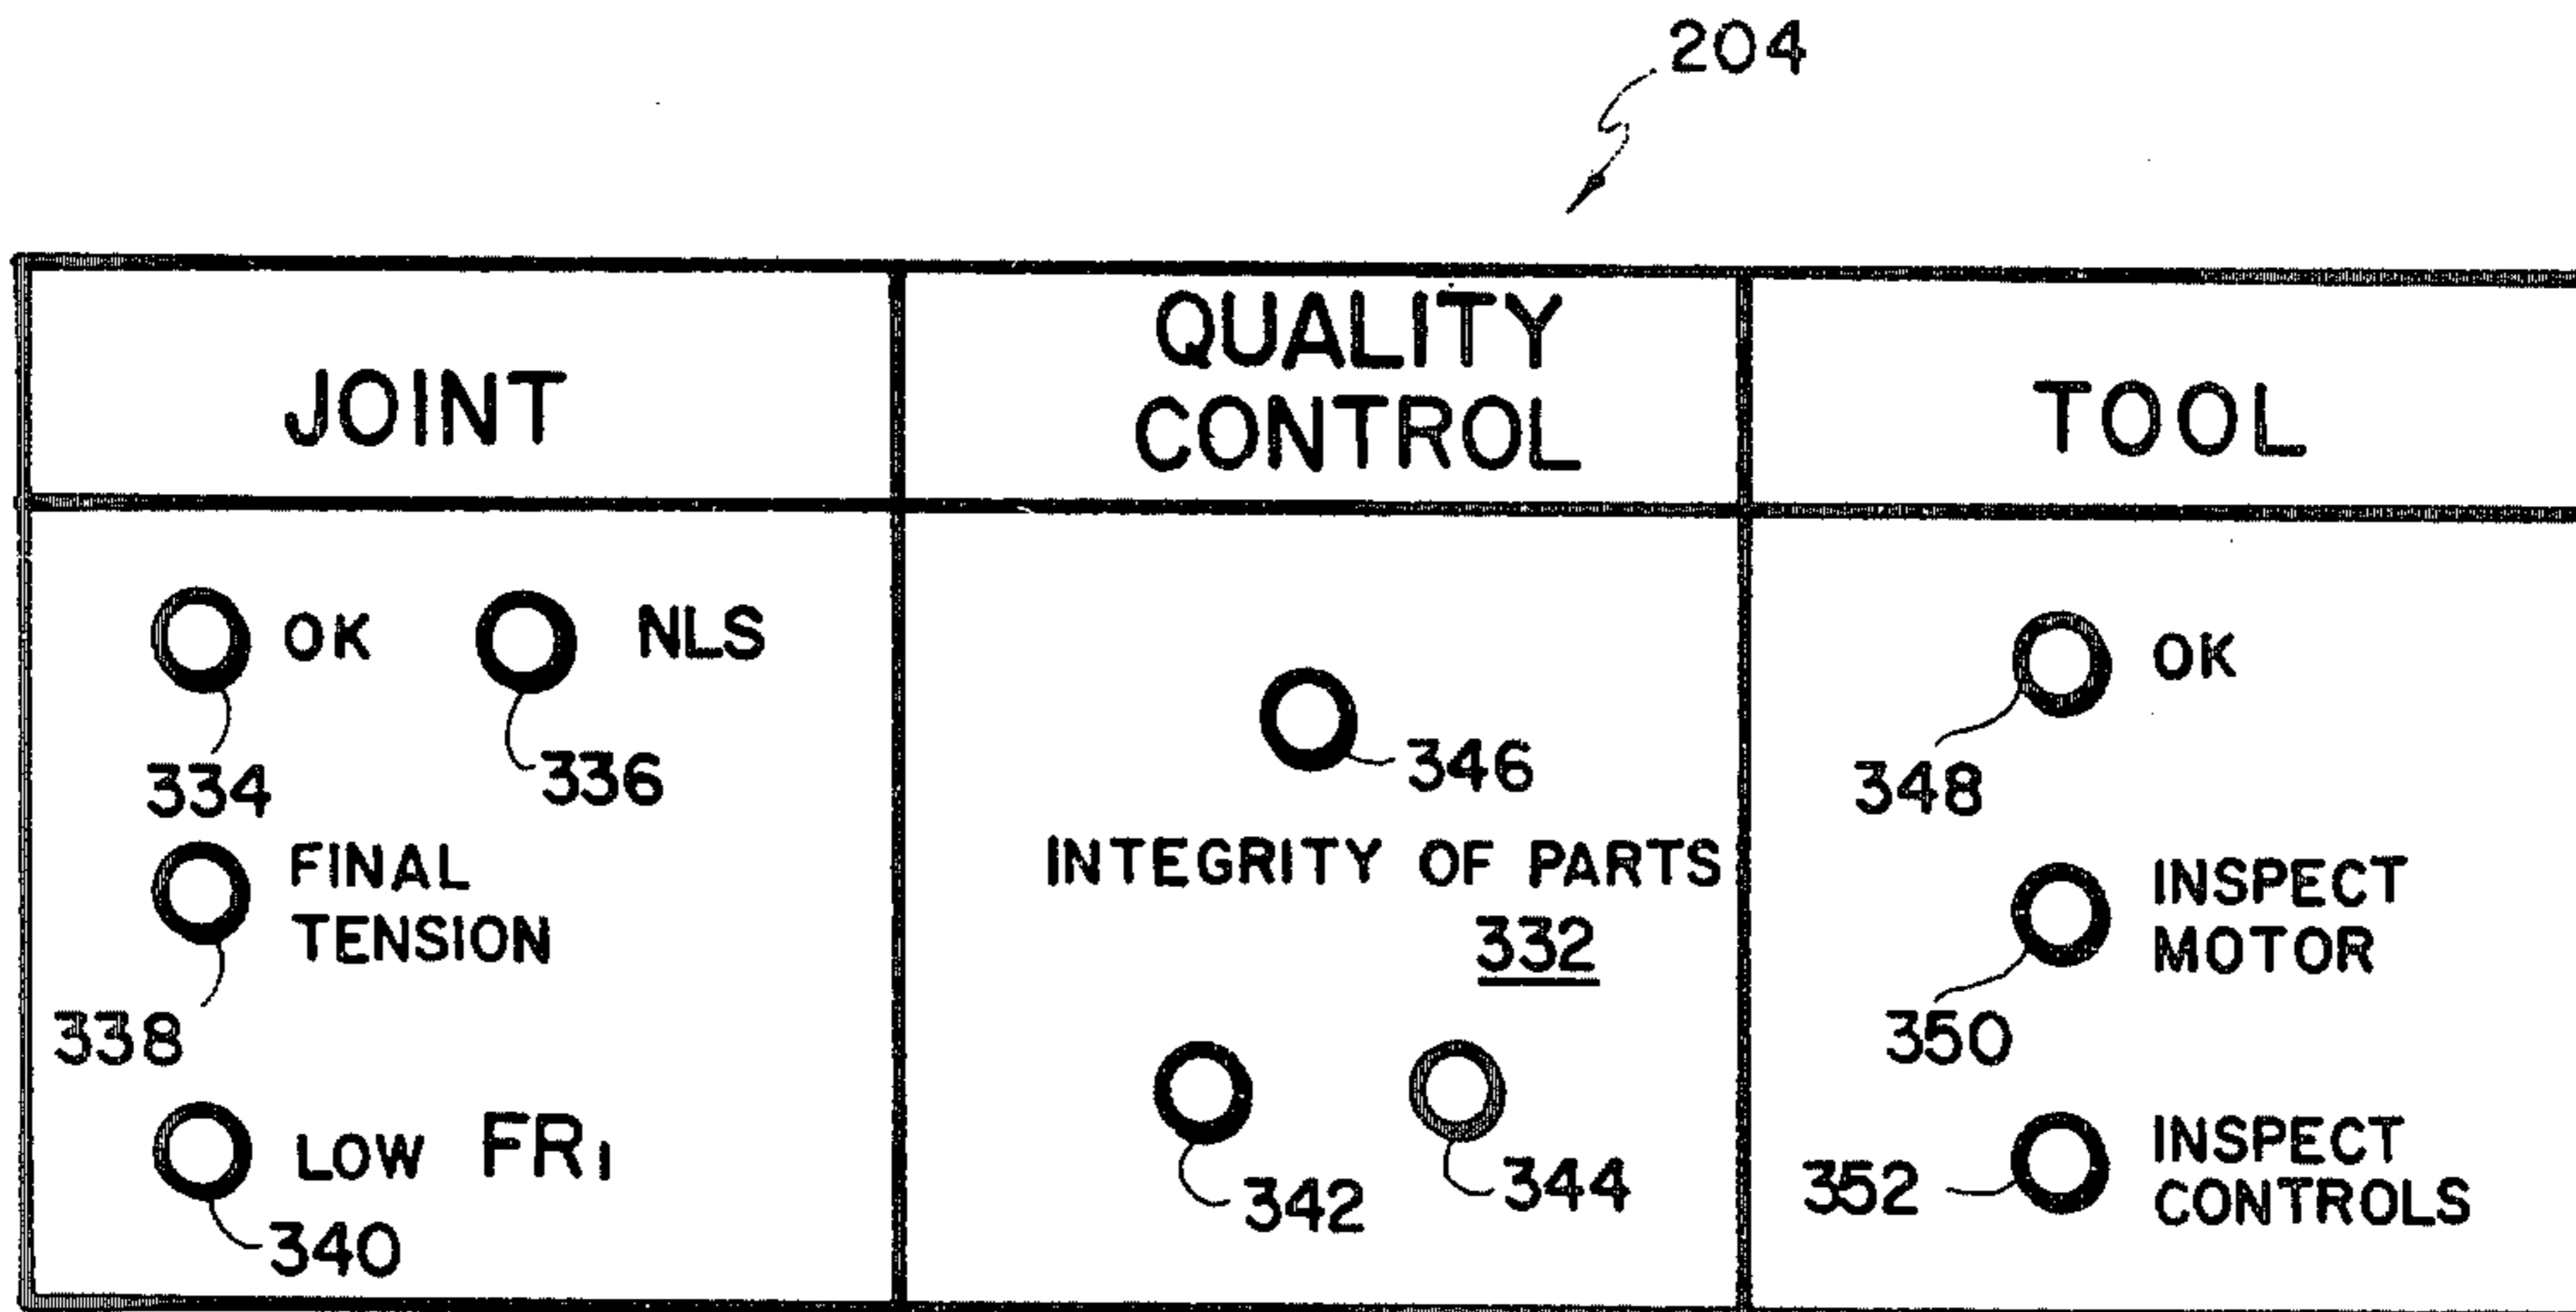 204
JOINT
QUALITY
CONTROL
TOOL
OK
NLS
334
336
FINAL
TENSION
338
LOW FR₁
340
346
INTEGRITY OF PARTS
332
342
344
OK
348
INSPECT
MOTOR
350
INSPECT
CONTROLS
352